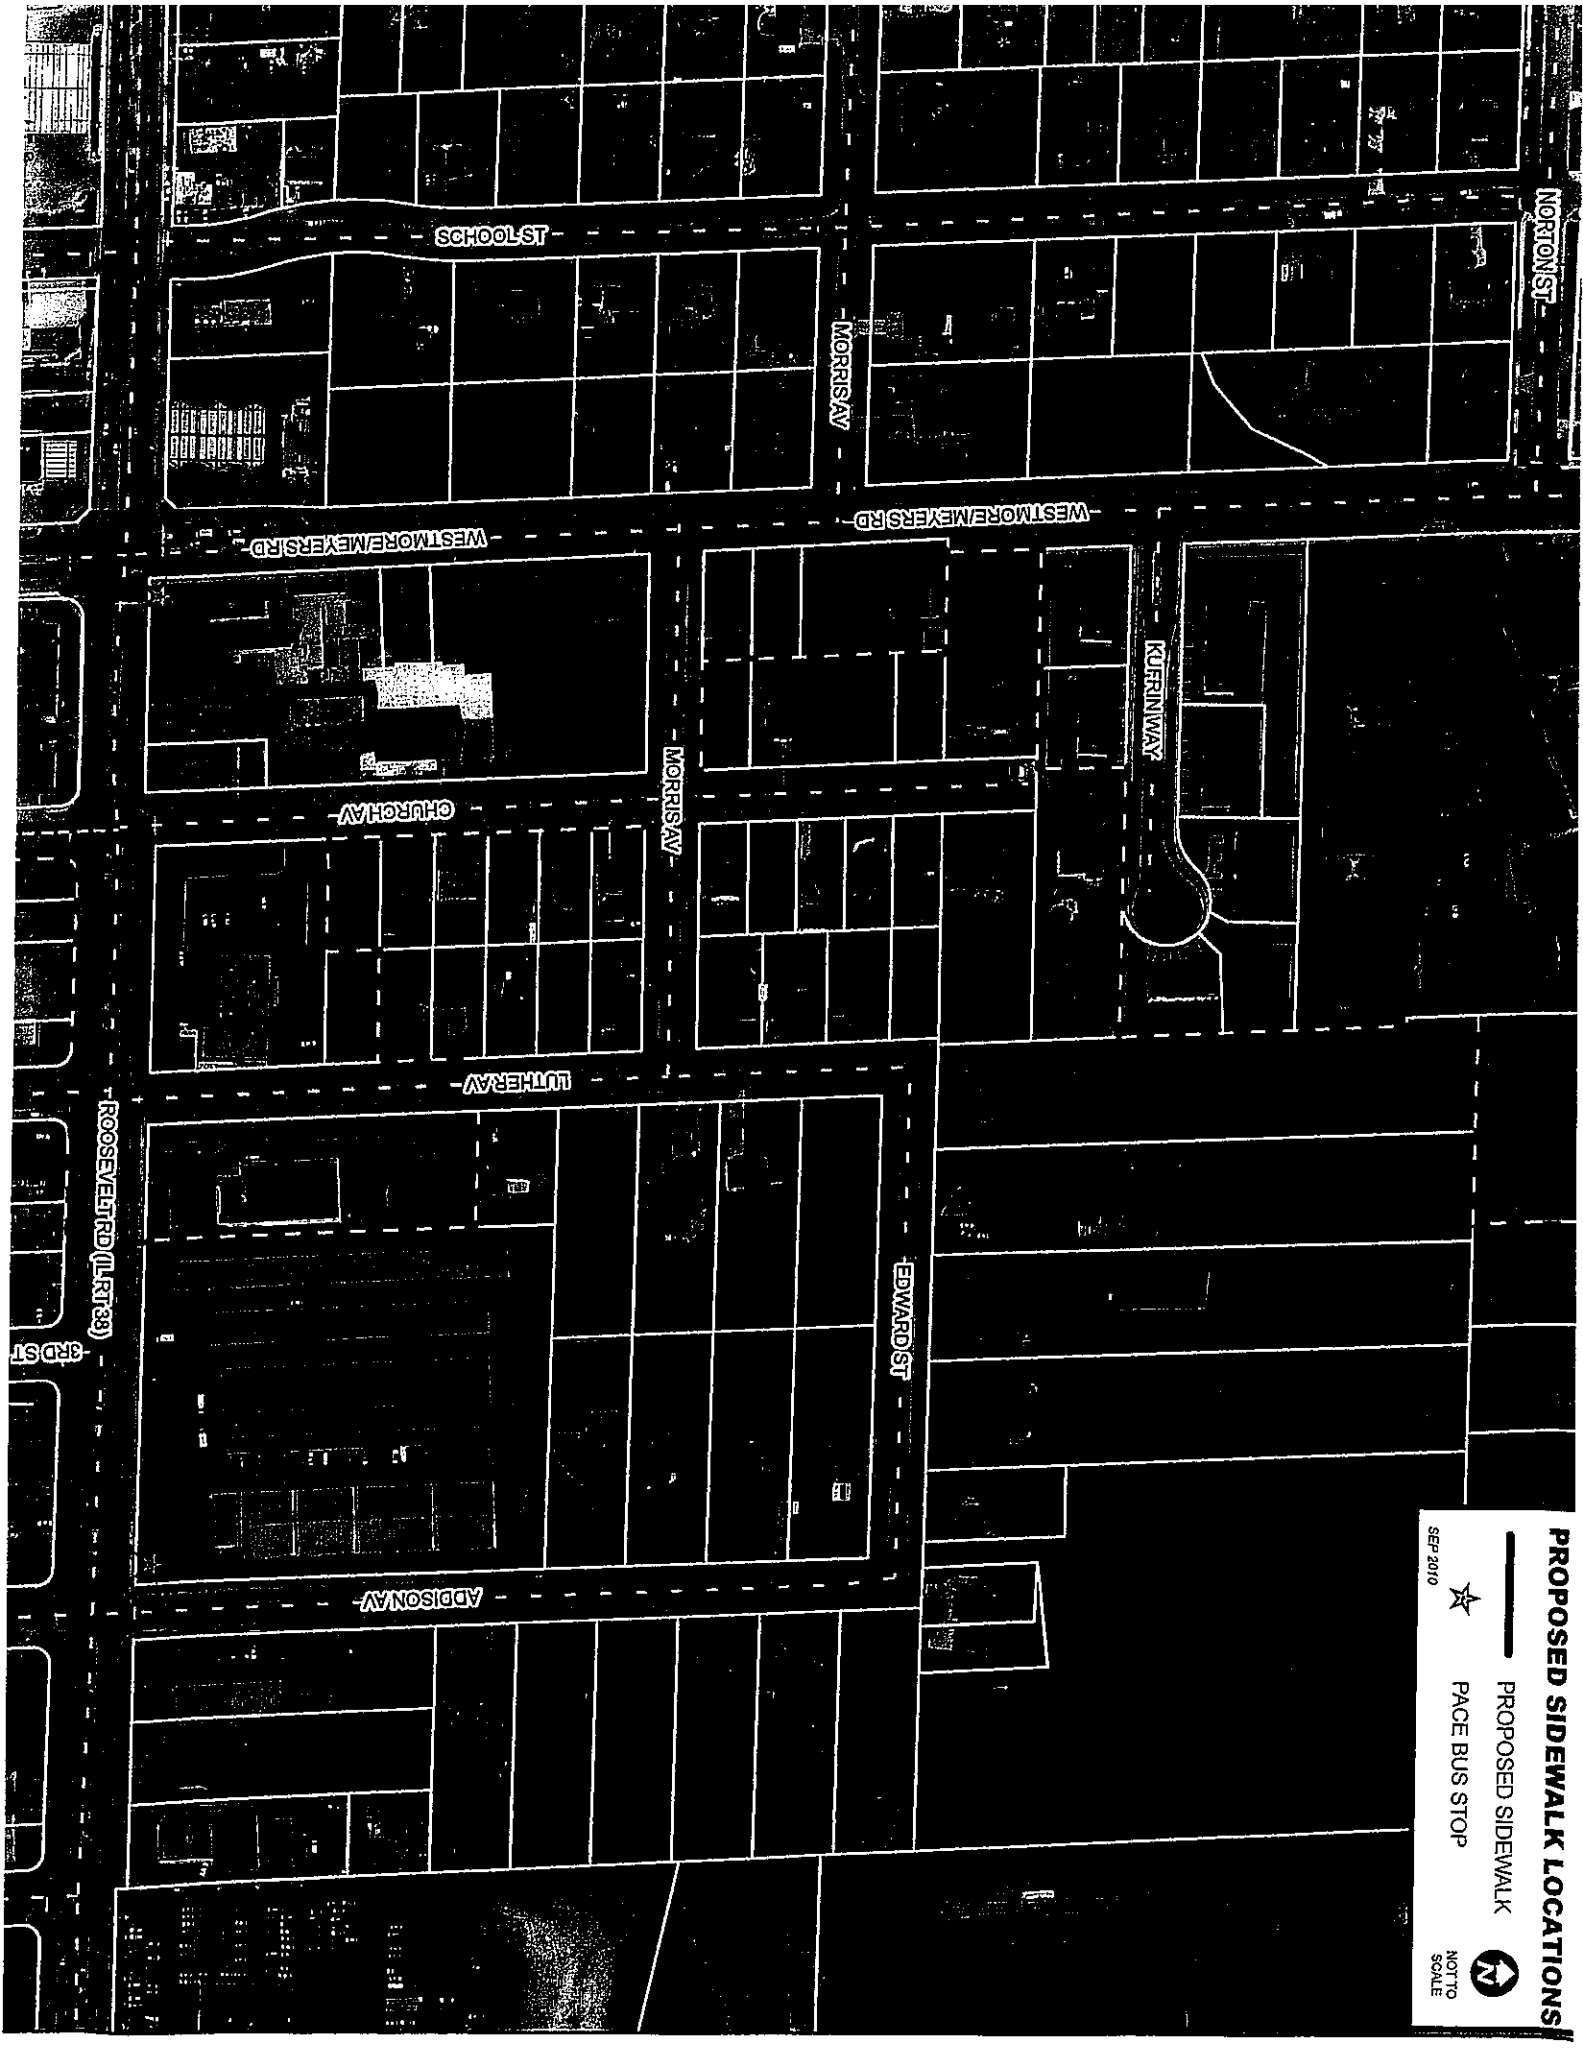 PROPOSED SIDEWALK LOCATIONS
PROPOSED SIDEWALK
PACE BUS STOP
SEP 2010
N
NOT TO
SCALE
NORTON ST
SCHOOL ST
MORRIS AV
WESTMORE/MEYERS RD
WESTMORE/MEYERS RD
KUFRIN WAY
CHURCH AV
MORRIS AV
LUTHER AV
ROOSEVELT RD (IL RT 38)
EDWARD ST
3RD ST
ADDISON AV